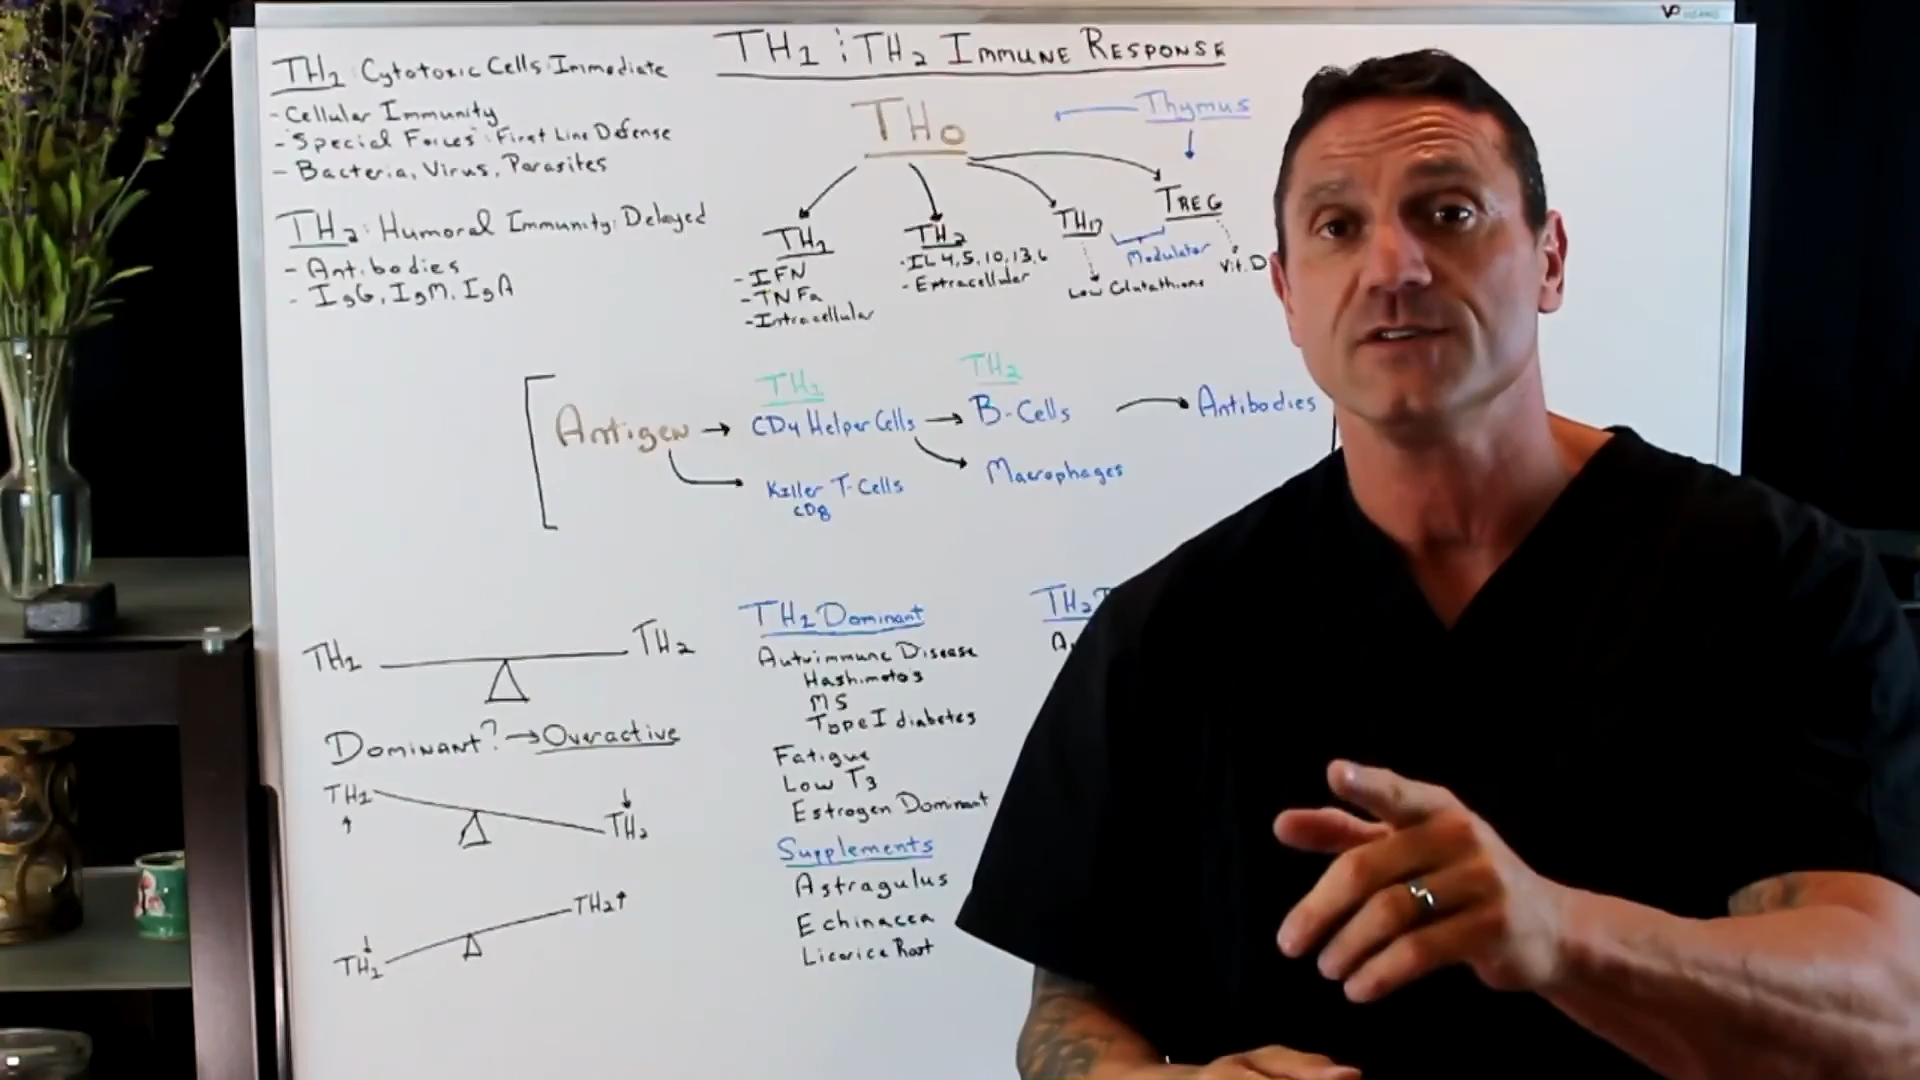 TH1 : TH2 IMMUNE RESPONSE
TH1: Cytotoxic Cells: Immediate
- Cellular Immunity
- "Special Forces": First Line Defense
- Bacteria, Virus, Parasites
TH2: Humoral Immunity: Delayed
- Antibodies
- IgG, IgM, IgA
TH0
Thymus
TH1
- IFN
- TNFa
- Intracellular
TH2
- IL 4,5,10,13,6
- Extracellular
TH17
TREG
Modulator
Low Glutathione
Vit. D
Antigen → CD4 Helper Cells → B-Cells → Antibodies
TH1
TH2
Killer T-Cells
CD8
Macrophages
TH1 TH2
Dominant? → Overactive
TH1 ↑ TH2 ↓
TH1 ↓ TH2 ↑
TH1 Dominant
Autoimmune Disease
Hashimoto's
MS
Type I diabetes
Fatigue
Low T3
Estrogen Dominant
Supplements
Astragulus
Echinacea
Licorice Root
TH2